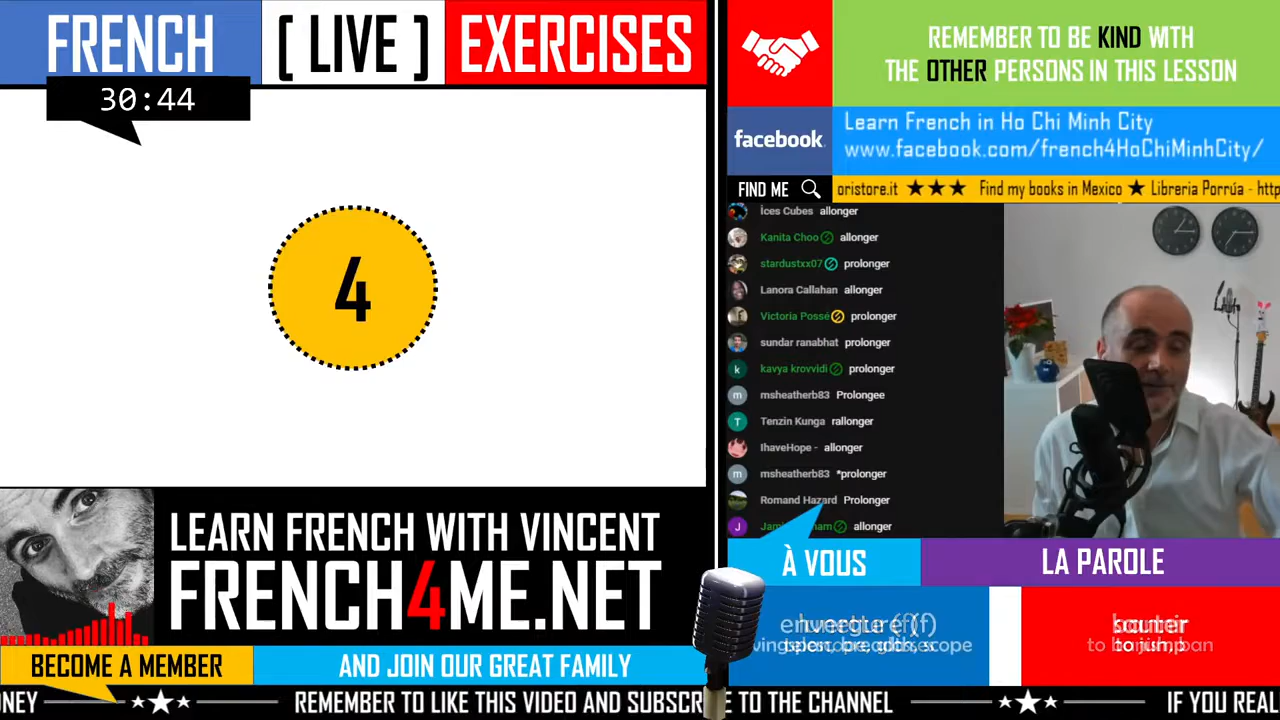 FRENCH
[ LIVE ]
EXERCISES
30:44
4
LEARN FRENCH WITH VINCENT
FRENCH4ME.NET
BECOME A MEMBER
AND JOIN OUR GREAT FAMILY
REMEMBER TO BE KIND WITH
THE OTHER PERSONS IN THIS LESSON
facebook.
Learn French in Ho Chi Minh City
www.facebook.com/french4HoChiMinhCity/
FIND ME
oristore.it ★★★ Find my books in Mexico ★ Libreria Porrúa - http
İces Cubes allonger
Kanita Choo allonger
stardustxx07 prolonger
Lanora Callahan allonger
Victoria Possé prolonger
sundar ranabhat prolonger
k kavya krovvidi prolonger
m msheatherb83 Prolongee
T Tenzin Kunga rallonger
IhaveHope - allonger
m msheatherb83 *prolonger
Romand Hazard Prolonger
J allonger
À VOUS
LA PAROLE
NEY ★ REMEMBER TO LIKE THIS VIDEO AND SUBSCR E TO THE CHANNEL ★ IF YOU REAL